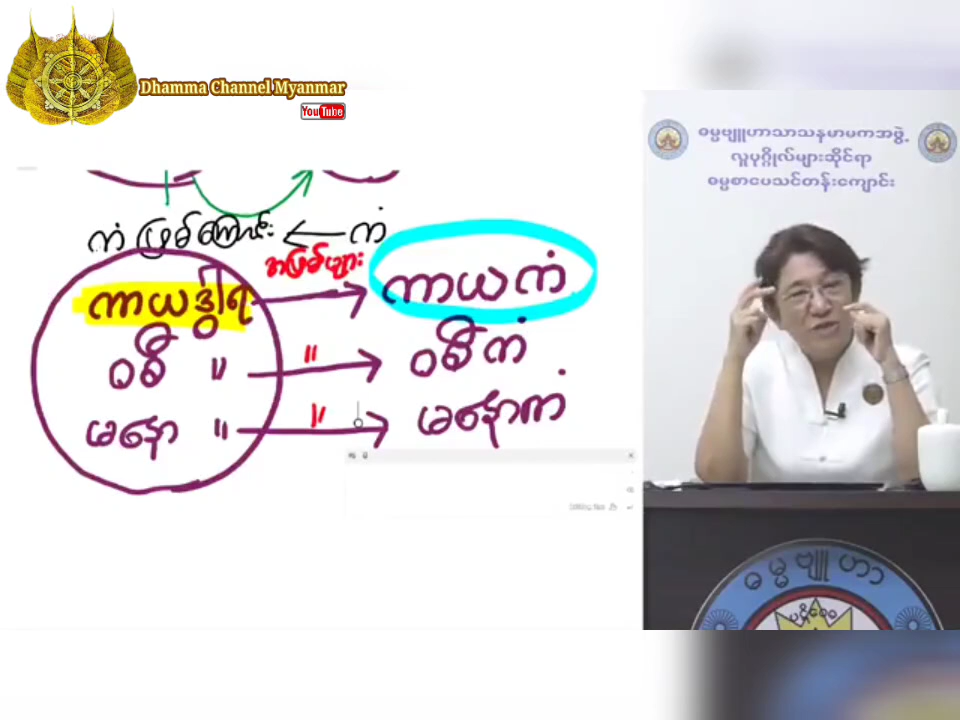 Dhamma Channel Myanmar
YouTube
ဓမ္မဗျူဟာသာသနာမာမကအဖွဲ့
လူပုဂ္ဂိုလ်များဆိုင်ရာ
ဓမ္မစာပေသင်တန်းကျောင်း
ကံ ဖြစ်ကြောင်း ← ကံ
အဖြစ်များ
ကာယဒွါရ → ကာယကံ
ဝစီ " " → ဝစီကံ
မနော " " → မနောကံ
ဓမ္မဗျူဟာ